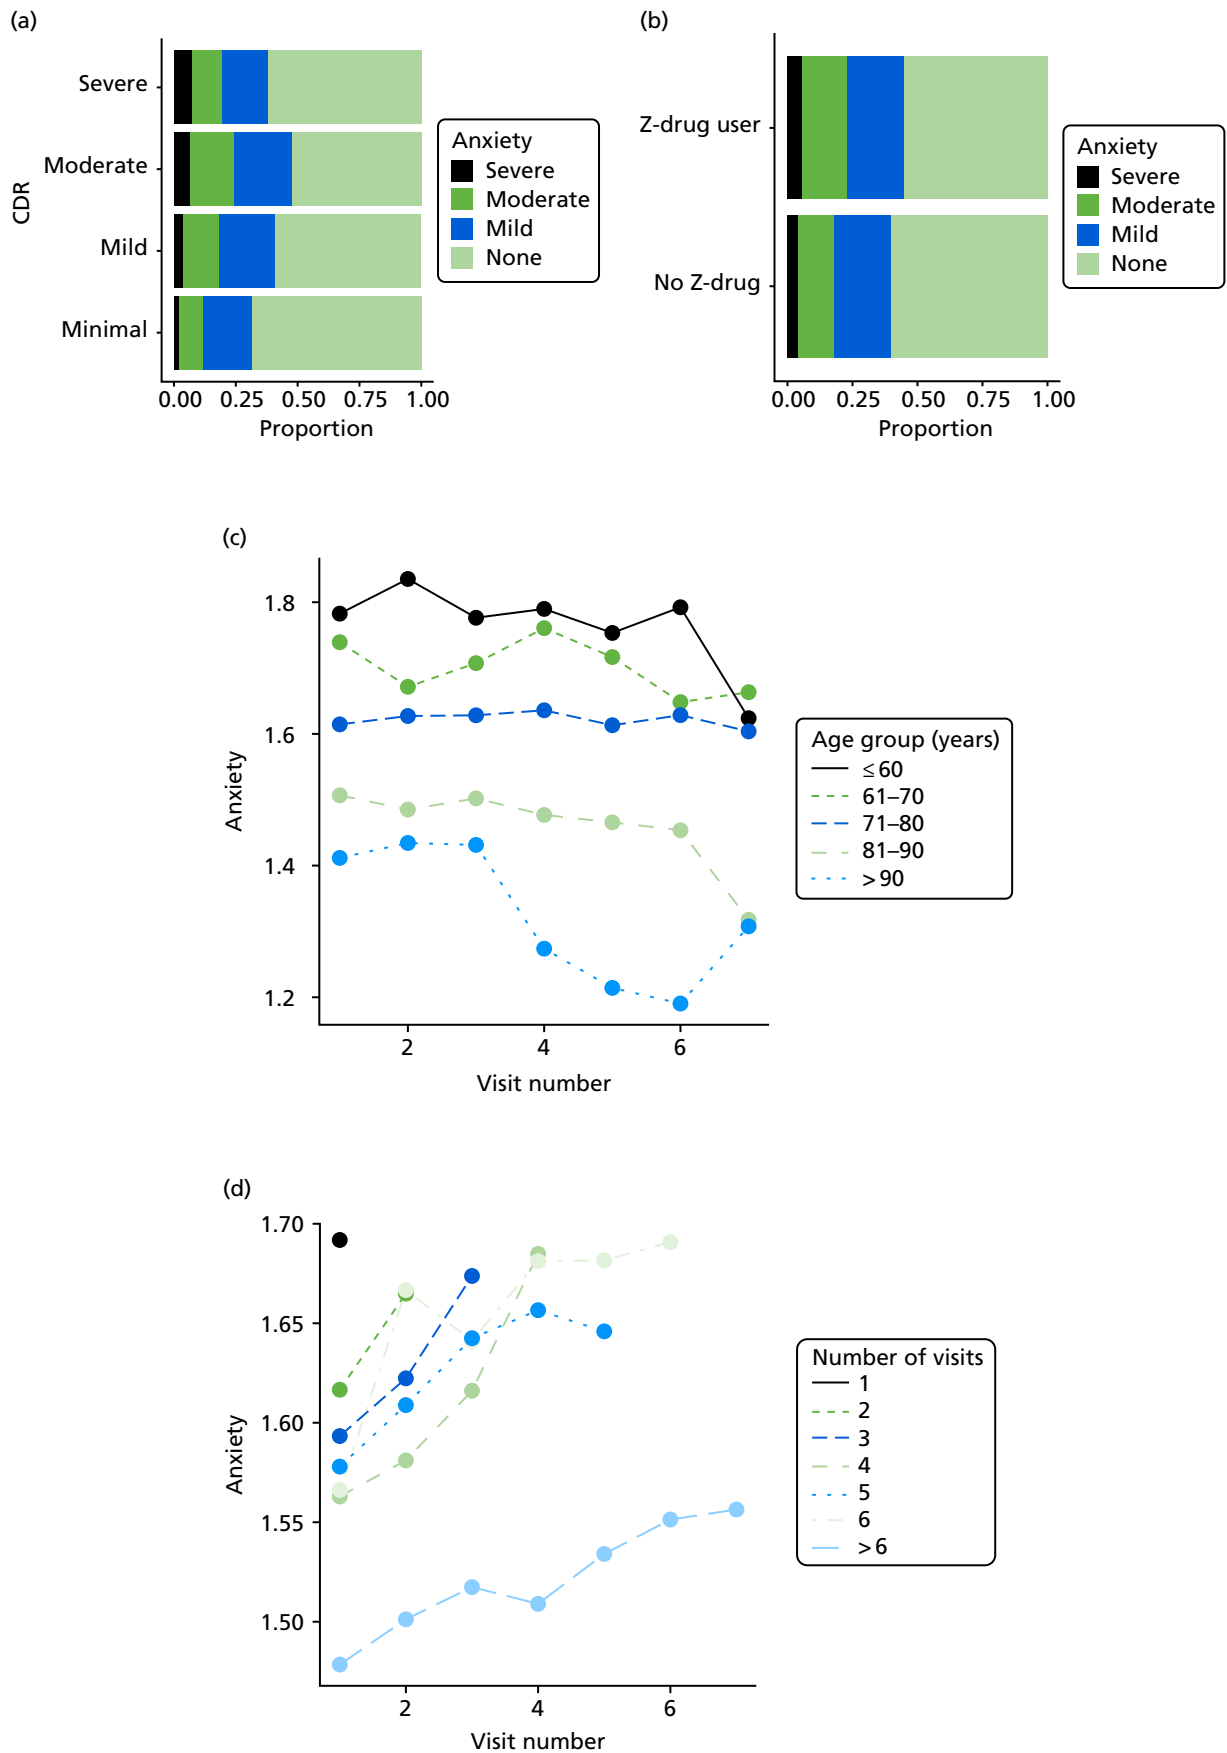 (a)
CDR
Severe
Moderate
Mild
Minimal
0.00 0.25 0.50 0.75 1.00
Proportion
Anxiety
Severe
Moderate
Mild
None
(b)
Z-drug user
No Z-drug
0.00 0.25 0.50 0.75 1.00
Proportion
Anxiety
Severe
Moderate
Mild
None
(c)
Anxiety
1.8
1.6
1.4
1.2
2 4 6
Visit number
Age group (years)
≤ 60
61–70
71–80
81–90
> 90
(d)
Anxiety
1.70
1.65
1.60
1.55
1.50
2 4 6
Visit number
Number of visits
1
2
3
4
5
6
> 6